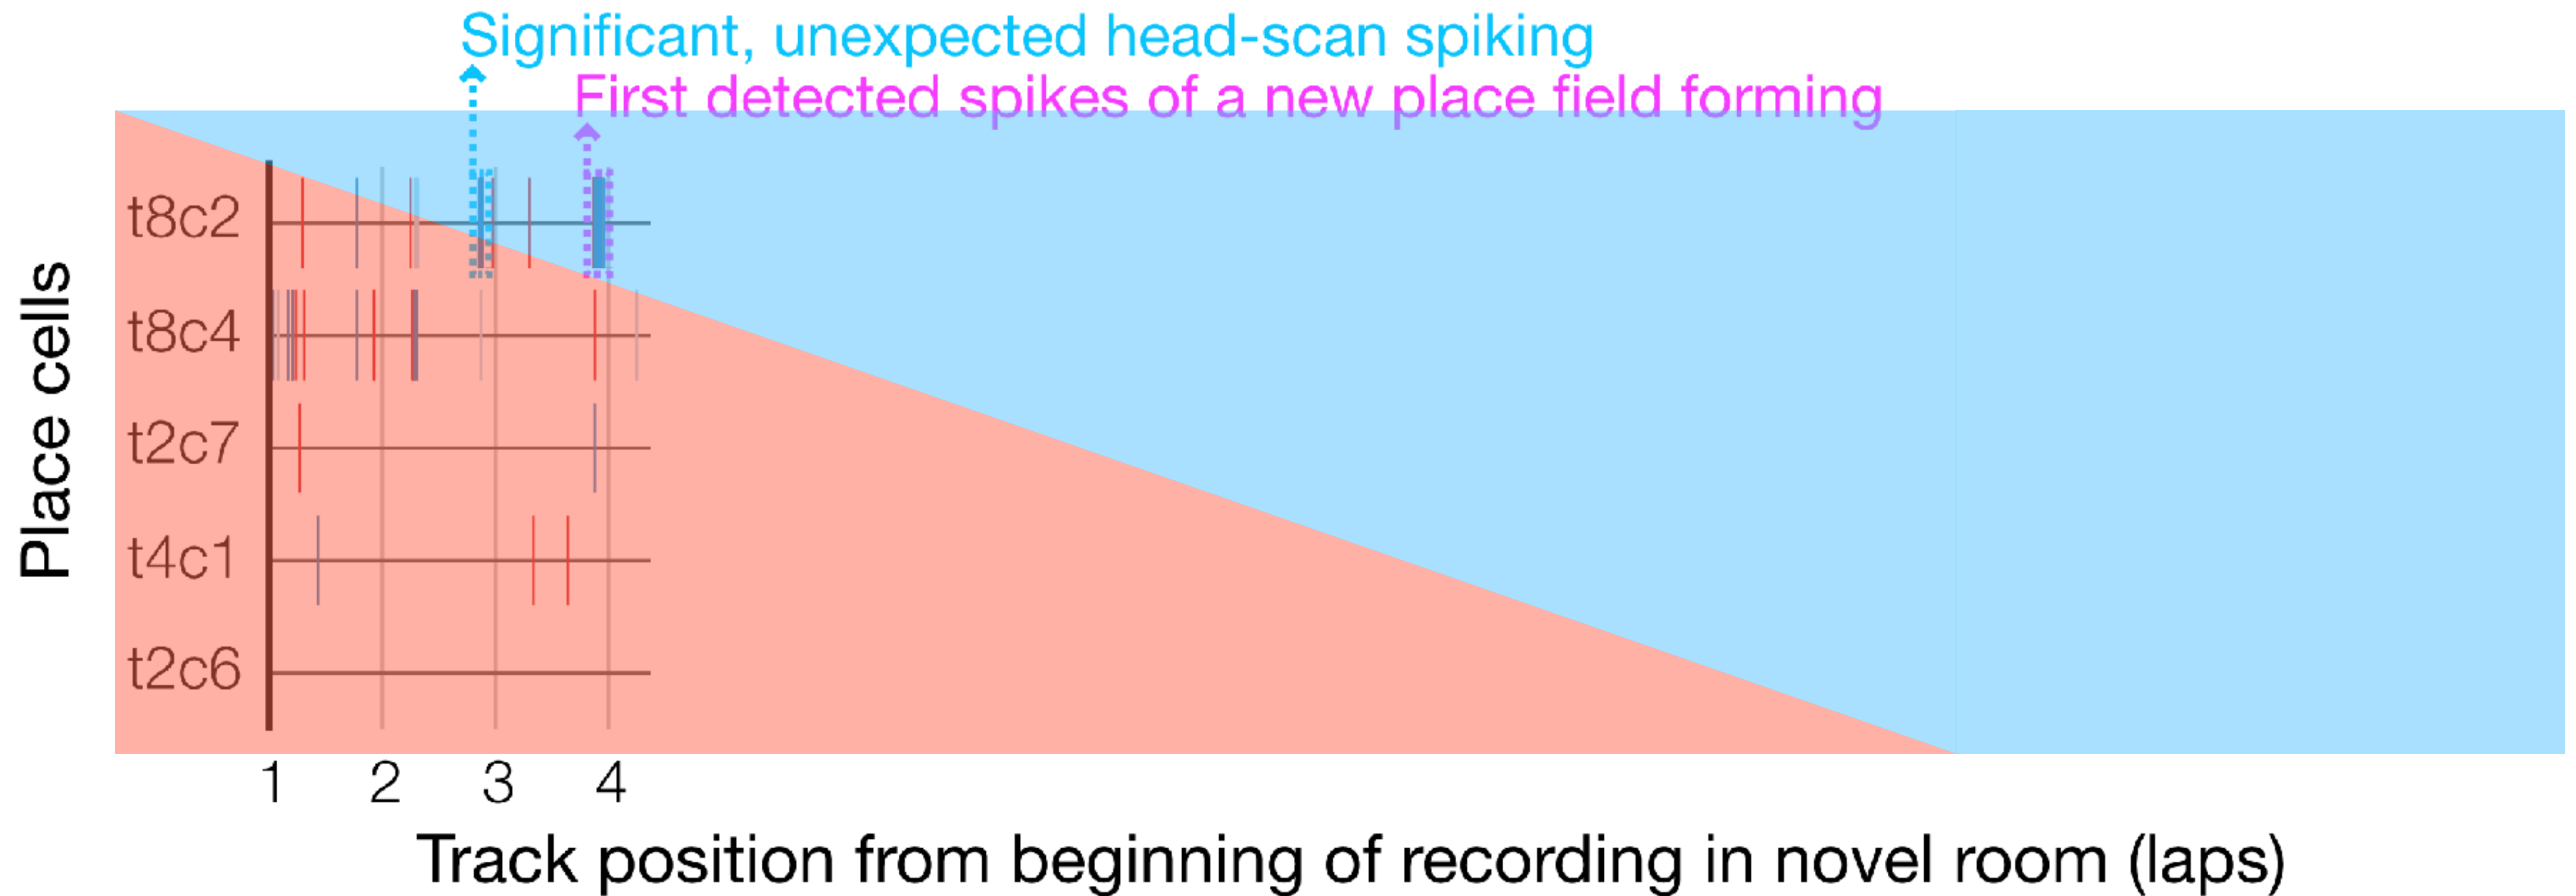 Significant, unexpected head-scan spiking
First detected spikes of a new place field forming
Place cells
t8c2
t8c4
t2c7
t4c1
t2c6
1 2 3 4
Track position from beginning of recording in novel room (laps)